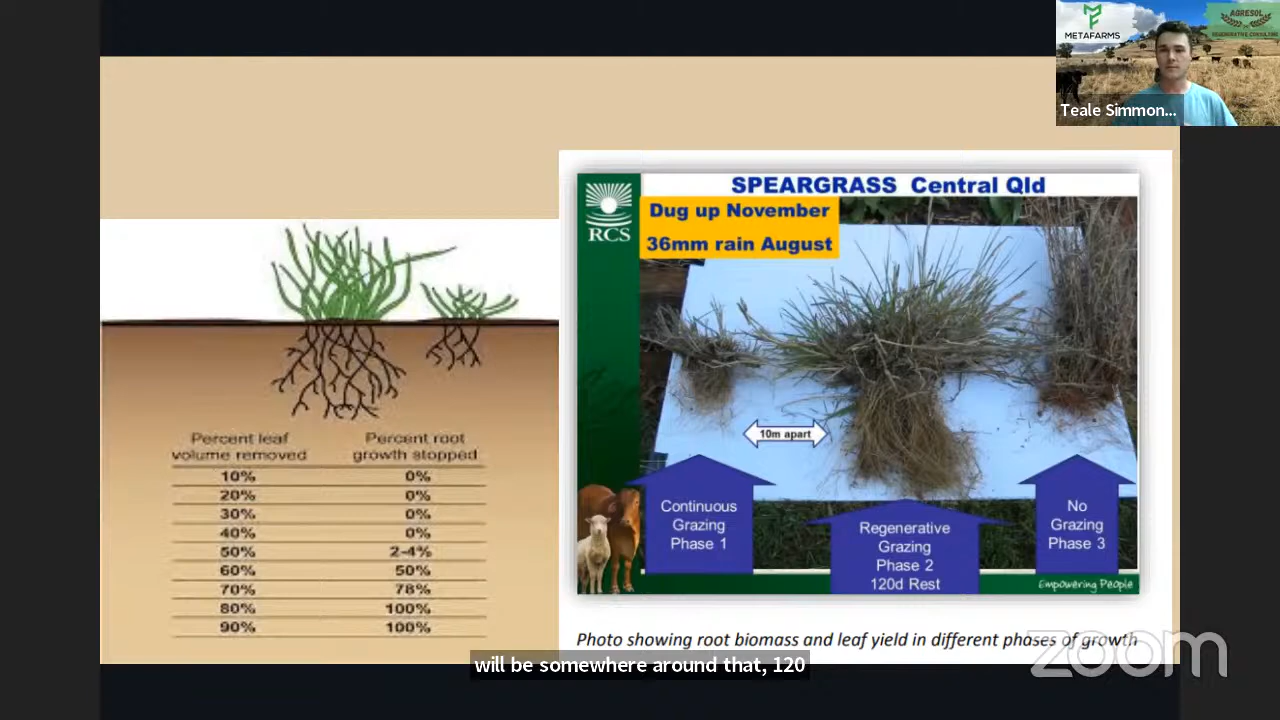 METAFARMS
AGRESOL
REGENERATIVE CONSULTING
Teale Simmon...
SPEARGRASS Central Qld
Dug up November
36mm rain August
RCS
10m apart
Continuous
Grazing
Phase 1
Regenerative
Grazing
Phase 2
120d Rest
No
Grazing
Phase 3
Empowering People
Percent leaf
volume removed
Percent root
growth stopped
10% 0%
20% 0%
30% 0%
40% 0%
50% 2-4%
60% 50%
70% 78%
80% 100%
90% 100%
Photo showing root biomass and leaf yield in different phases of growth
will be somewhere around that, 120
zoom